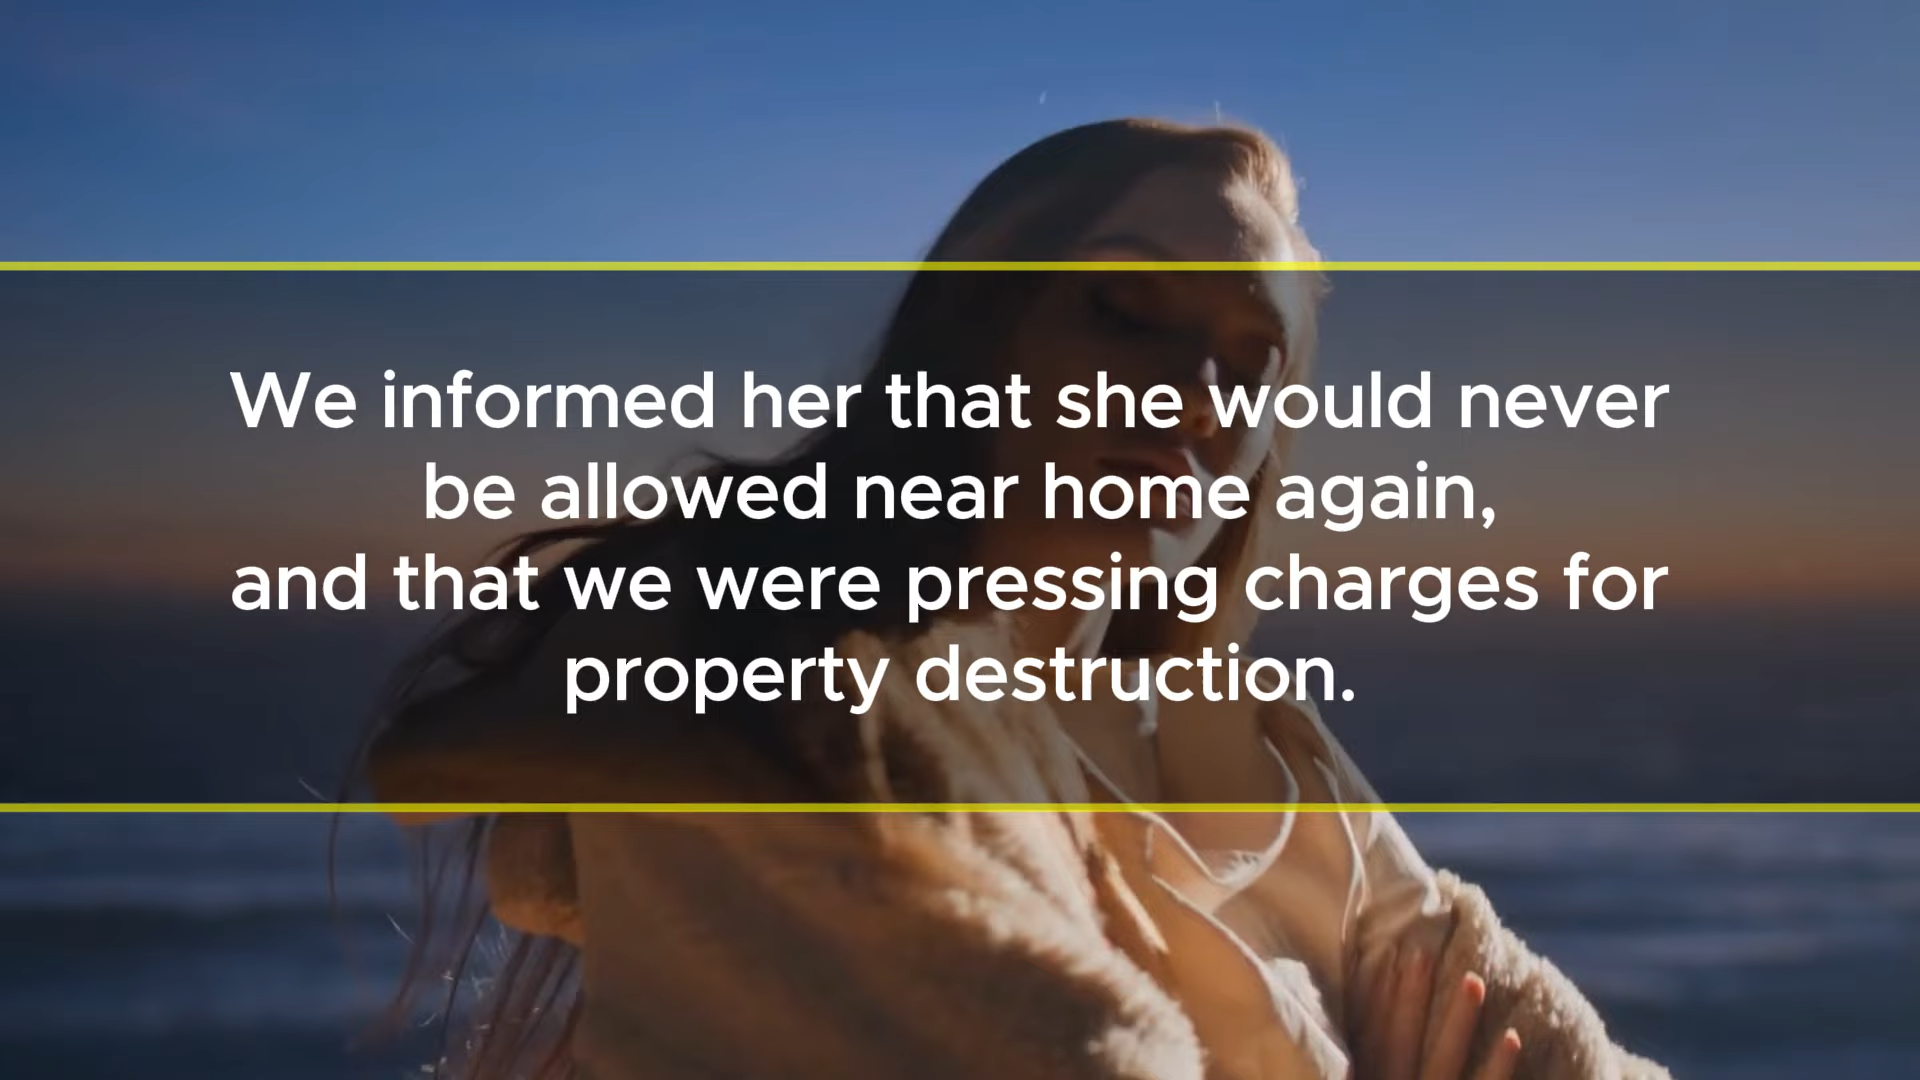 We informed her that she would never
be allowed near home again,
and that we were pressing charges for
property destruction.